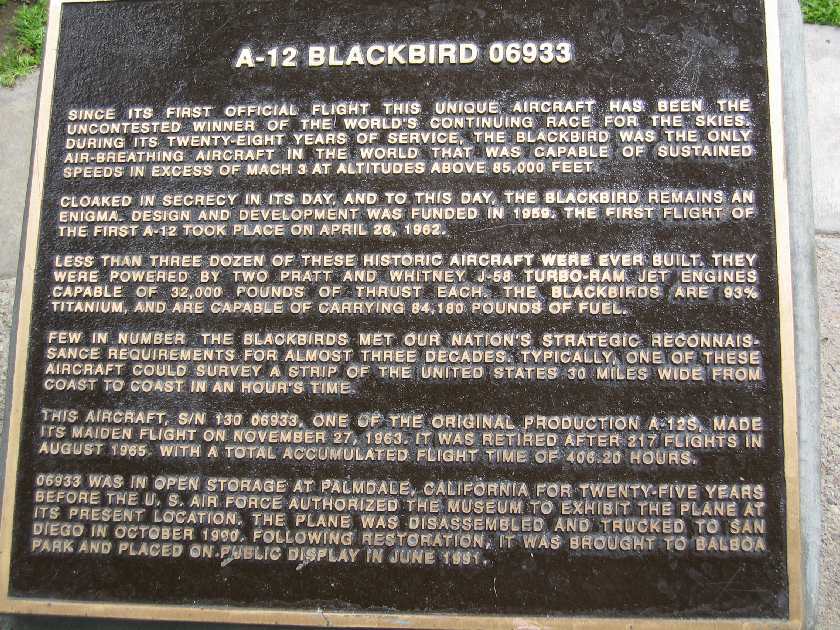 A-12 BLACKBIRD 06933
SINCE ITS FIRST OFFICIAL FLIGHT THIS UNIQUE AIRCRAFT HAS BEEN THE
UNCONTESTED WINNER OF THE WORLD'S CONTINUING RACE FOR THE SKIES.
DURING ITS TWENTY-EIGHT YEARS OF SERVICE, THE BLACKBIRD WAS THE ONLY
AIR-BREATHING AIRCRAFT IN THE WORLD THAT WAS CAPABLE OF SUSTAINED
SPEEDS IN EXCESS OF MACH 3 AT ALTITUDES ABOVE 85,000 FEET.
CLOAKED IN SECRECY IN ITS DAY, AND TO THIS DAY, THE BLACKBIRD REMAINS AN
ENIGMA. DESIGN AND DEVELOPMENT WAS FUNDED IN 1959. THE FIRST FLIGHT OF
THE FIRST A-12 TOOK PLACE ON APRIL 26, 1962.
LESS THAN THREE DOZEN OF THESE HISTORIC AIRCRAFT WERE EVER BUILT. THEY
WERE POWERED BY TWO PRATT AND WHITNEY J-58 TURBO-RAM JET ENGINES
CAPABLE OF 32,000 POUNDS OF THRUST EACH. THE BLACKBIRDS ARE 93%
TITANIUM, AND ARE CAPABLE OF CARRYING 84,180 POUNDS OF FUEL.
FEW IN NUMBER, THE BLACKBIRDS MET OUR NATION'S STRATEGIC RECONNAIS-
SANCE REQUIREMENTS FOR ALMOST THREE DECADES. TYPICALLY, ONE OF THESE
AIRCRAFT COULD SURVEY A STRIP OF THE UNITED STATES 30 MILES WIDE FROM
COAST TO COAST IN AN HOUR'S TIME.
THIS AIRCRAFT, S/N 130 06933, ONE OF THE ORIGINAL PRODUCTION A-12S, MADE
ITS MAIDEN FLIGHT ON NOVEMBER 27, 1963. IT WAS RETIRED AFTER 217 FLIGHTS IN
AUGUST 1965, WITH A TOTAL ACCUMULATED FLIGHT TIME OF 406.20 HOURS.
06933 WAS IN OPEN STORAGE AT PALMDALE, CALIFORNIA FOR TWENTY-FIVE YEARS
BEFORE THE U. S. AIR FORCE AUTHORIZED THE MUSEUM TO EXHIBIT THE PLANE AT
ITS PRESENT LOCATION. THE PLANE WAS DISASSEMBLED AND TRUCKED TO SAN
DIEGO IN OCTOBER 1990. FOLLOWING RESTORATION, IT WAS BROUGHT TO BALBOA
PARK AND PLACED ON PUBLIC DISPLAY IN JUNE 1991.